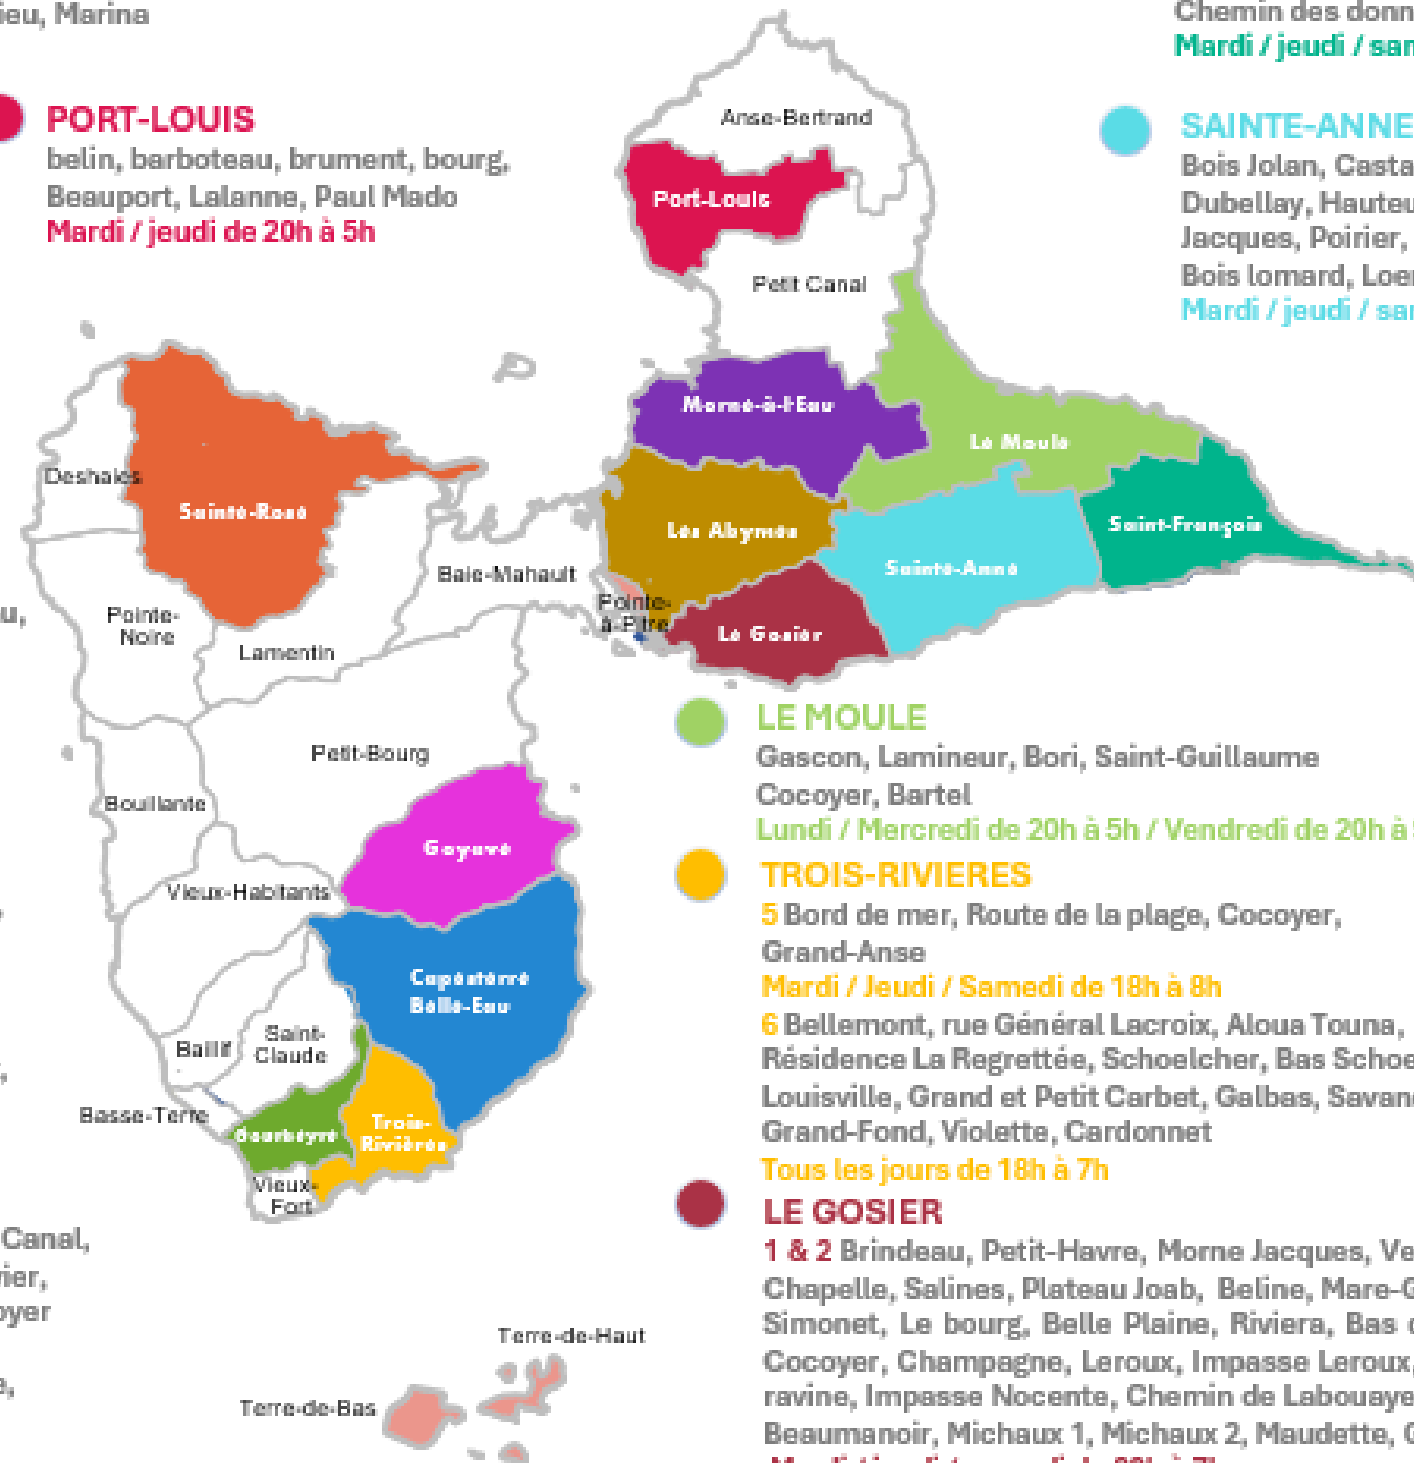 ieu, Marina
PORT-LOUIS
belin, barboteau, brument, bourg,
Beauport, Lalanne, Paul Mado
Mardi / jeudi de 20h à 5h
Chemin des donn
Mardi / jeudi / sam
SAINTE-ANNE
Bois Jolan, Casta
Dubellay, Hauteu
Jacques, Poirier,
Bois lomard, Loe
Mardi / jeudi / sam
Anse-Bertrand
Port-Louis
Petit Canal
Morne-à-l'Eau
Le Moule
Deshaies
Sainte-Rose
Les Abymes
Saint-François
Sainte-Anne
Baie-Mahault
Pointe-
à-Pitre
Pointe-
Noire
Le Gosier
Lamentin
u,
Petit-Bourg
Bouillante
Goyave
Vieux-Habitants
Capesterre
Belle-Eau
Saint-
Claude
Baillif
Basse-Terre
Gourbeyre
Trois-
Rivières
Vieux-
Fort
Canal,
vier,
oyer
e,
Terre-de-Haut
Terre-de-Bas
LE MOULE
Gascon, Lamineur, Bori, Saint-Guillaume
Cocoyer, Bartel
Lundi / Mercredi de 20h à 5h / Vendredi de 20h à
TROIS-RIVIERES
5 Bord de mer, Route de la plage, Cocoyer,
Grand-Anse
Mardi / Jeudi / Samedi de 18h à 8h
6 Bellemont, rue Général Lacroix, Aloua Touna,
Résidence La Regrettée, Schoelcher, Bas Schoe
Louisville, Grand et Petit Carbet, Galbas, Savan
Grand-Fond, Violette, Cardonnet
Tous les jours de 18h à 7h
LE GOSIER
1 & 2 Brindeau, Petit-Havre, Morne Jacques, Ve
Chapelle, Salines, Plateau Joab, Beline, Mare-G
Simonet, Le bourg, Belle Plaine, Riviera, Bas d
Cocoyer, Champagne, Leroux, Impasse Leroux,
ravine, Impasse Nocente, Chemin de Labouaye
Beaumanoir, Michaux 1, Michaux 2, Maudette,